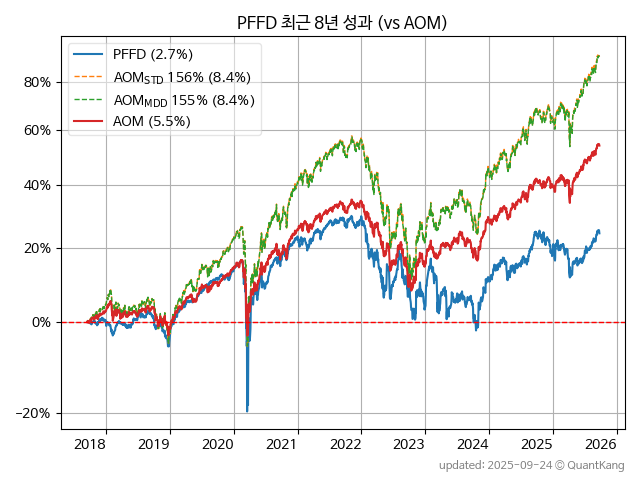 PFFD 최근 8년 성과 (vs AOM)
PFFD (2.7%)
AOM_STD 156% (8.4%)
AOM_MDD 155% (8.4%)
AOM (5.5%)
80%
60%
40%
20%
0%
−20%
2018 2019 2020 2021 2022 2023 2024 2025 2026
updated: 2025-09-24 © QuantKang